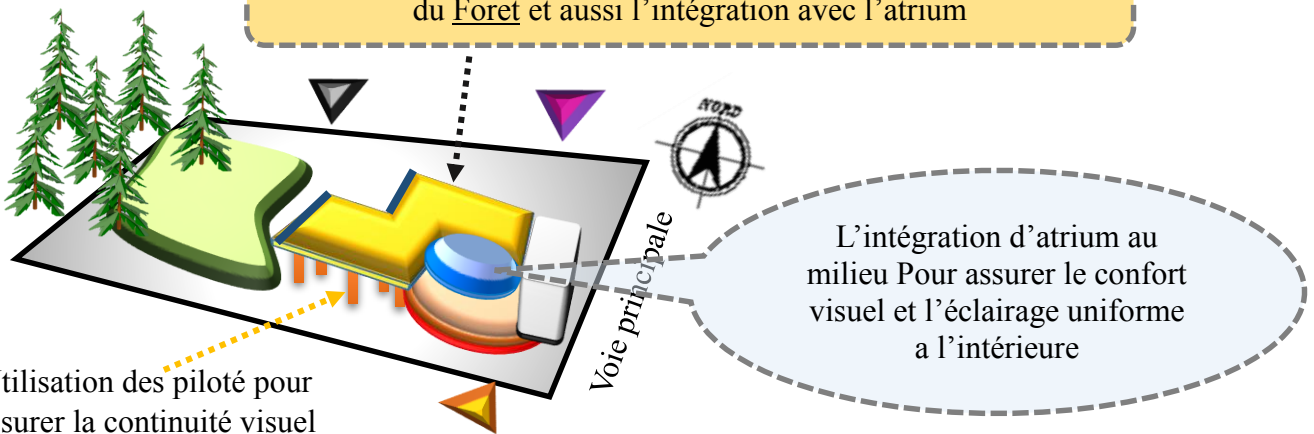 du Foret et aussi l’intégration avec l’atrium
NORD
Voie principale
L’intégration d’atrium au
milieu Pour assurer le confort
visuel et l’éclairage uniforme
a l’intérieure
tilisation des piloté pour
surer la continuité visuel